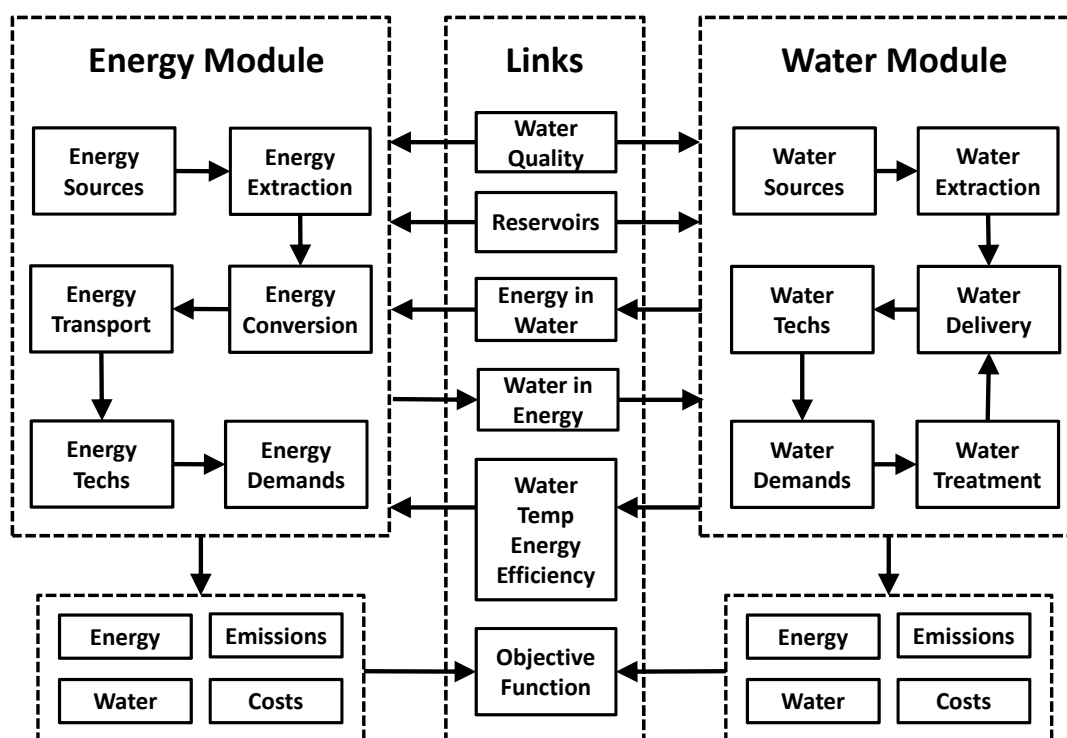 Energy Module
Energy
Sources
Energy
Extraction
Energy
Transport
Energy
Conversion
Energy
Techs
Energy
Demands
Energy
Emissions
Water
Costs
Links
Water
Quality
Reservoirs
Energy in
Water
Water in
Energy
Water
Temp
Energy
Efficiency
Objective
Function
Water Module
Water
Sources
Water
Extraction
Water
Techs
Water
Delivery
Water
Demands
Water
Treatment
Energy
Emissions
Water
Costs